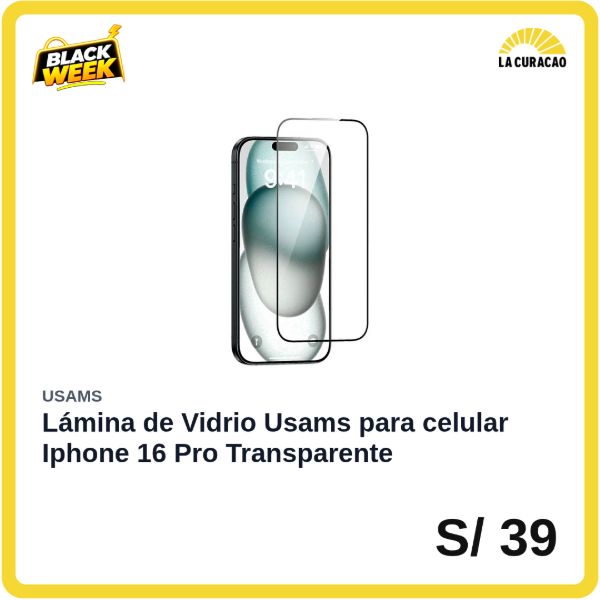 BLACK
WEEK
LA CURACAO
9:41
USAMS
Lámina de Vidrio Usams para celular
Iphone 16 Pro Transparente
S/ 39